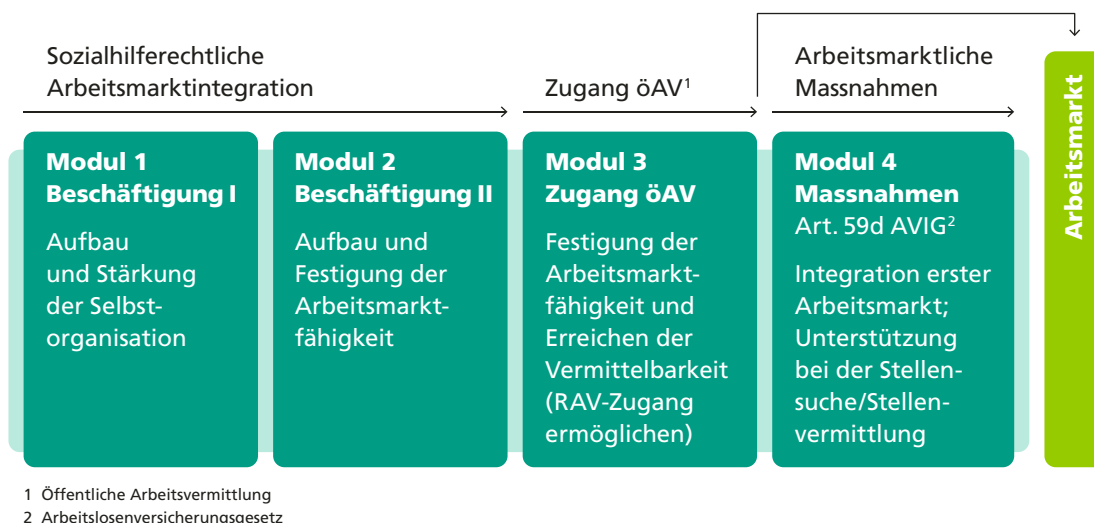 Sozialhilferechtliche
Arbeitsmarktintegration
Zugang öAV¹
Arbeitsmarktliche
Massnahmen
Modul 1
Beschäftigung I
Aufbau
und Stärkung
der Selbst-
organisation
Modul 2
Beschäftigung II
Aufbau und
Festigung der
Arbeitsmarkt-
fähigkeit
Modul 3
Zugang öAV
Festigung der
Arbeitsmarkt-
fähigkeit und
Erreichen der
Vermittelbarkeit
(RAV-Zugang
ermöglichen)
Modul 4
Massnahmen
Art. 59d AVIG²
Integration erster
Arbeitsmarkt;
Unterstützung
bei der Stellen-
suche/Stellen-
vermittlung
Arbeitsmarkt
1 Öffentliche Arbeitsvermittlung
2 Arbeitslosenversicherungsgesetz